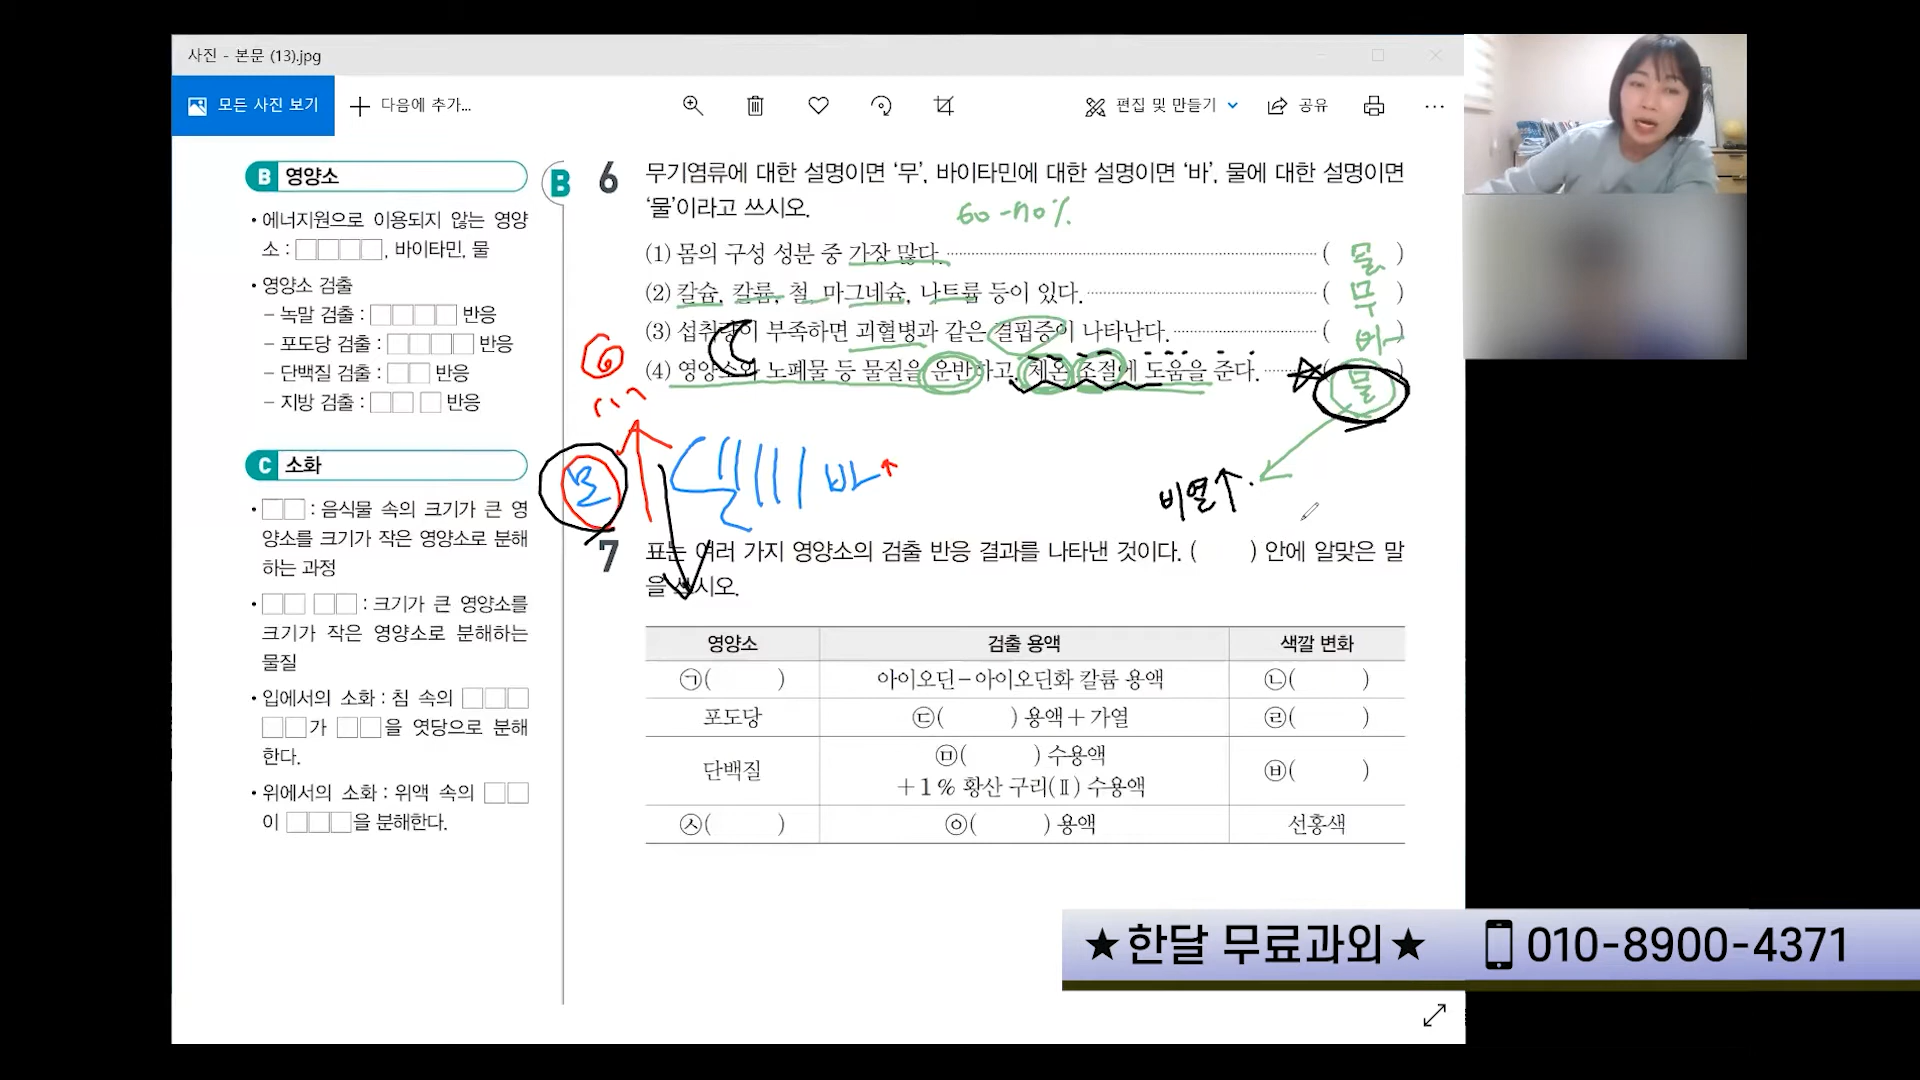 사진 - 본문 (13).jpg
모든 사진 보기
다음에 추가...
편집 및 만들기
공유
B 영양소
• 에너지원으로 이용되지 않는 영양
소 : □□□□, 바이타민, 물
• 영양소 검출
– 녹말 검출 : □□□□ 반응
– 포도당 검출 : □□□□ 반응
– 단백질 검출 : □□ 반응
– 지방 검출 : □□ □ 반응
C 소화
• □□ : 음식물 속의 크기가 큰 영
양소를 크기가 작은 영양소로 분해
하는 과정
• □□ □□ : 크기가 큰 영양소를
크기가 작은 영양소로 분해하는
물질
• 입에서의 소화 : 침 속의 □□□
□□가 □□을 엿당으로 분해
한다.
• 위에서의 소화 : 위액 속의 □□
이 □□□을 분해한다.
B
6 무기염류에 대한 설명이면 ‘무’, 바이타민에 대한 설명이면 ‘바’, 물에 대한 설명이면
‘물’이라고 쓰시오.
60-70%
(1) 몸의 구성 성분 중 가장 많다. ( 물 )
(2) 칼슘, 칼륨, 철, 마그네슘, 나트륨 등이 있다. ( 무 )
(3) 섭취량이 부족하면 괴혈병과 같은 결핍증이 나타난다. ( 바 )
(4) 영양소와 노폐물 등 물질을 운반하고, 체온 조절에 도움을 준다. ( 물 )
비열↑
7 표는 여러 가지 영양소의 검출 반응 결과를 나타낸 것이다. ( ) 안에 알맞은 말
을 쓰시오.
영양소 검출 용액 색깔 변화
㉠( ) 아이오딘–아이오딘화 칼륨 용액 ㉡( )
포도당 ㉢( ) 용액+가열 ㉣( )
단백질 ㉤( ) 수용액
+1 % 황산 구리(Ⅱ) 수용액 ㉥( )
㉦( ) ㉧( ) 용액 선홍색
★한달 무료과외★ 010-8900-4371